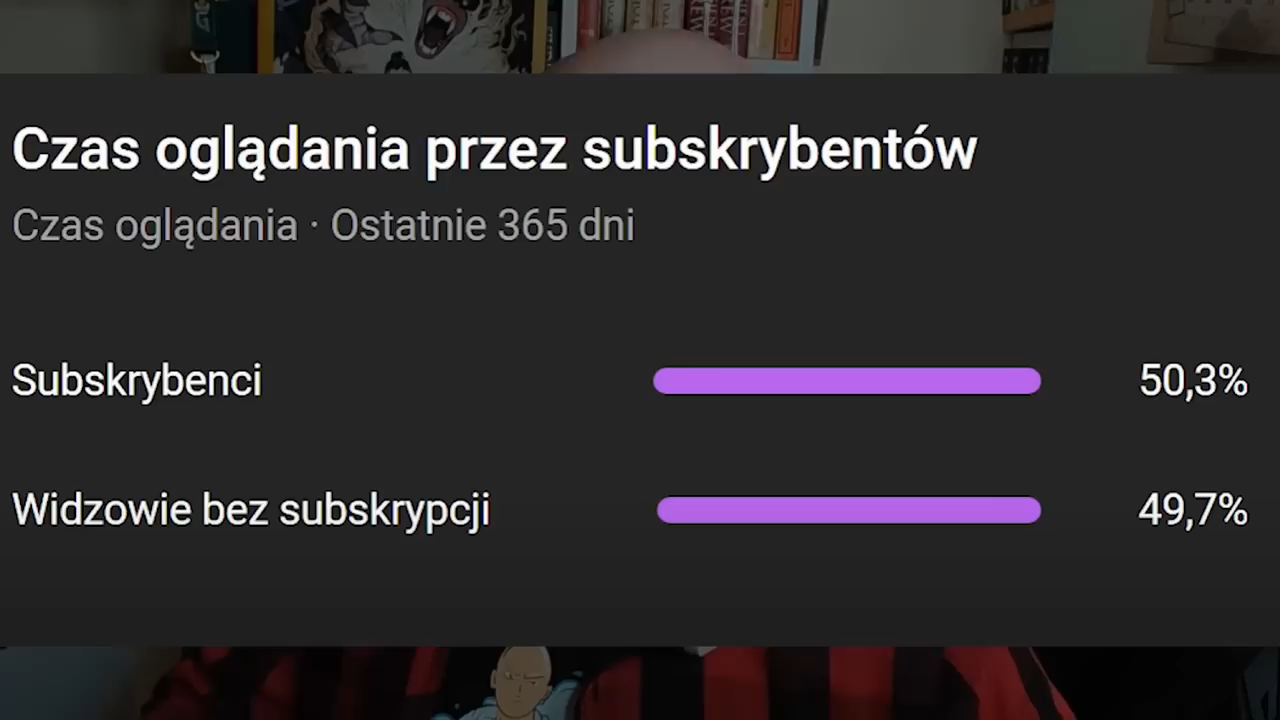 Czas oglądania przez subskrybentów
Czas oglądania · Ostatnie 365 dni
Subskrybenci 50,3%
Widzowie bez subskrypcji 49,7%